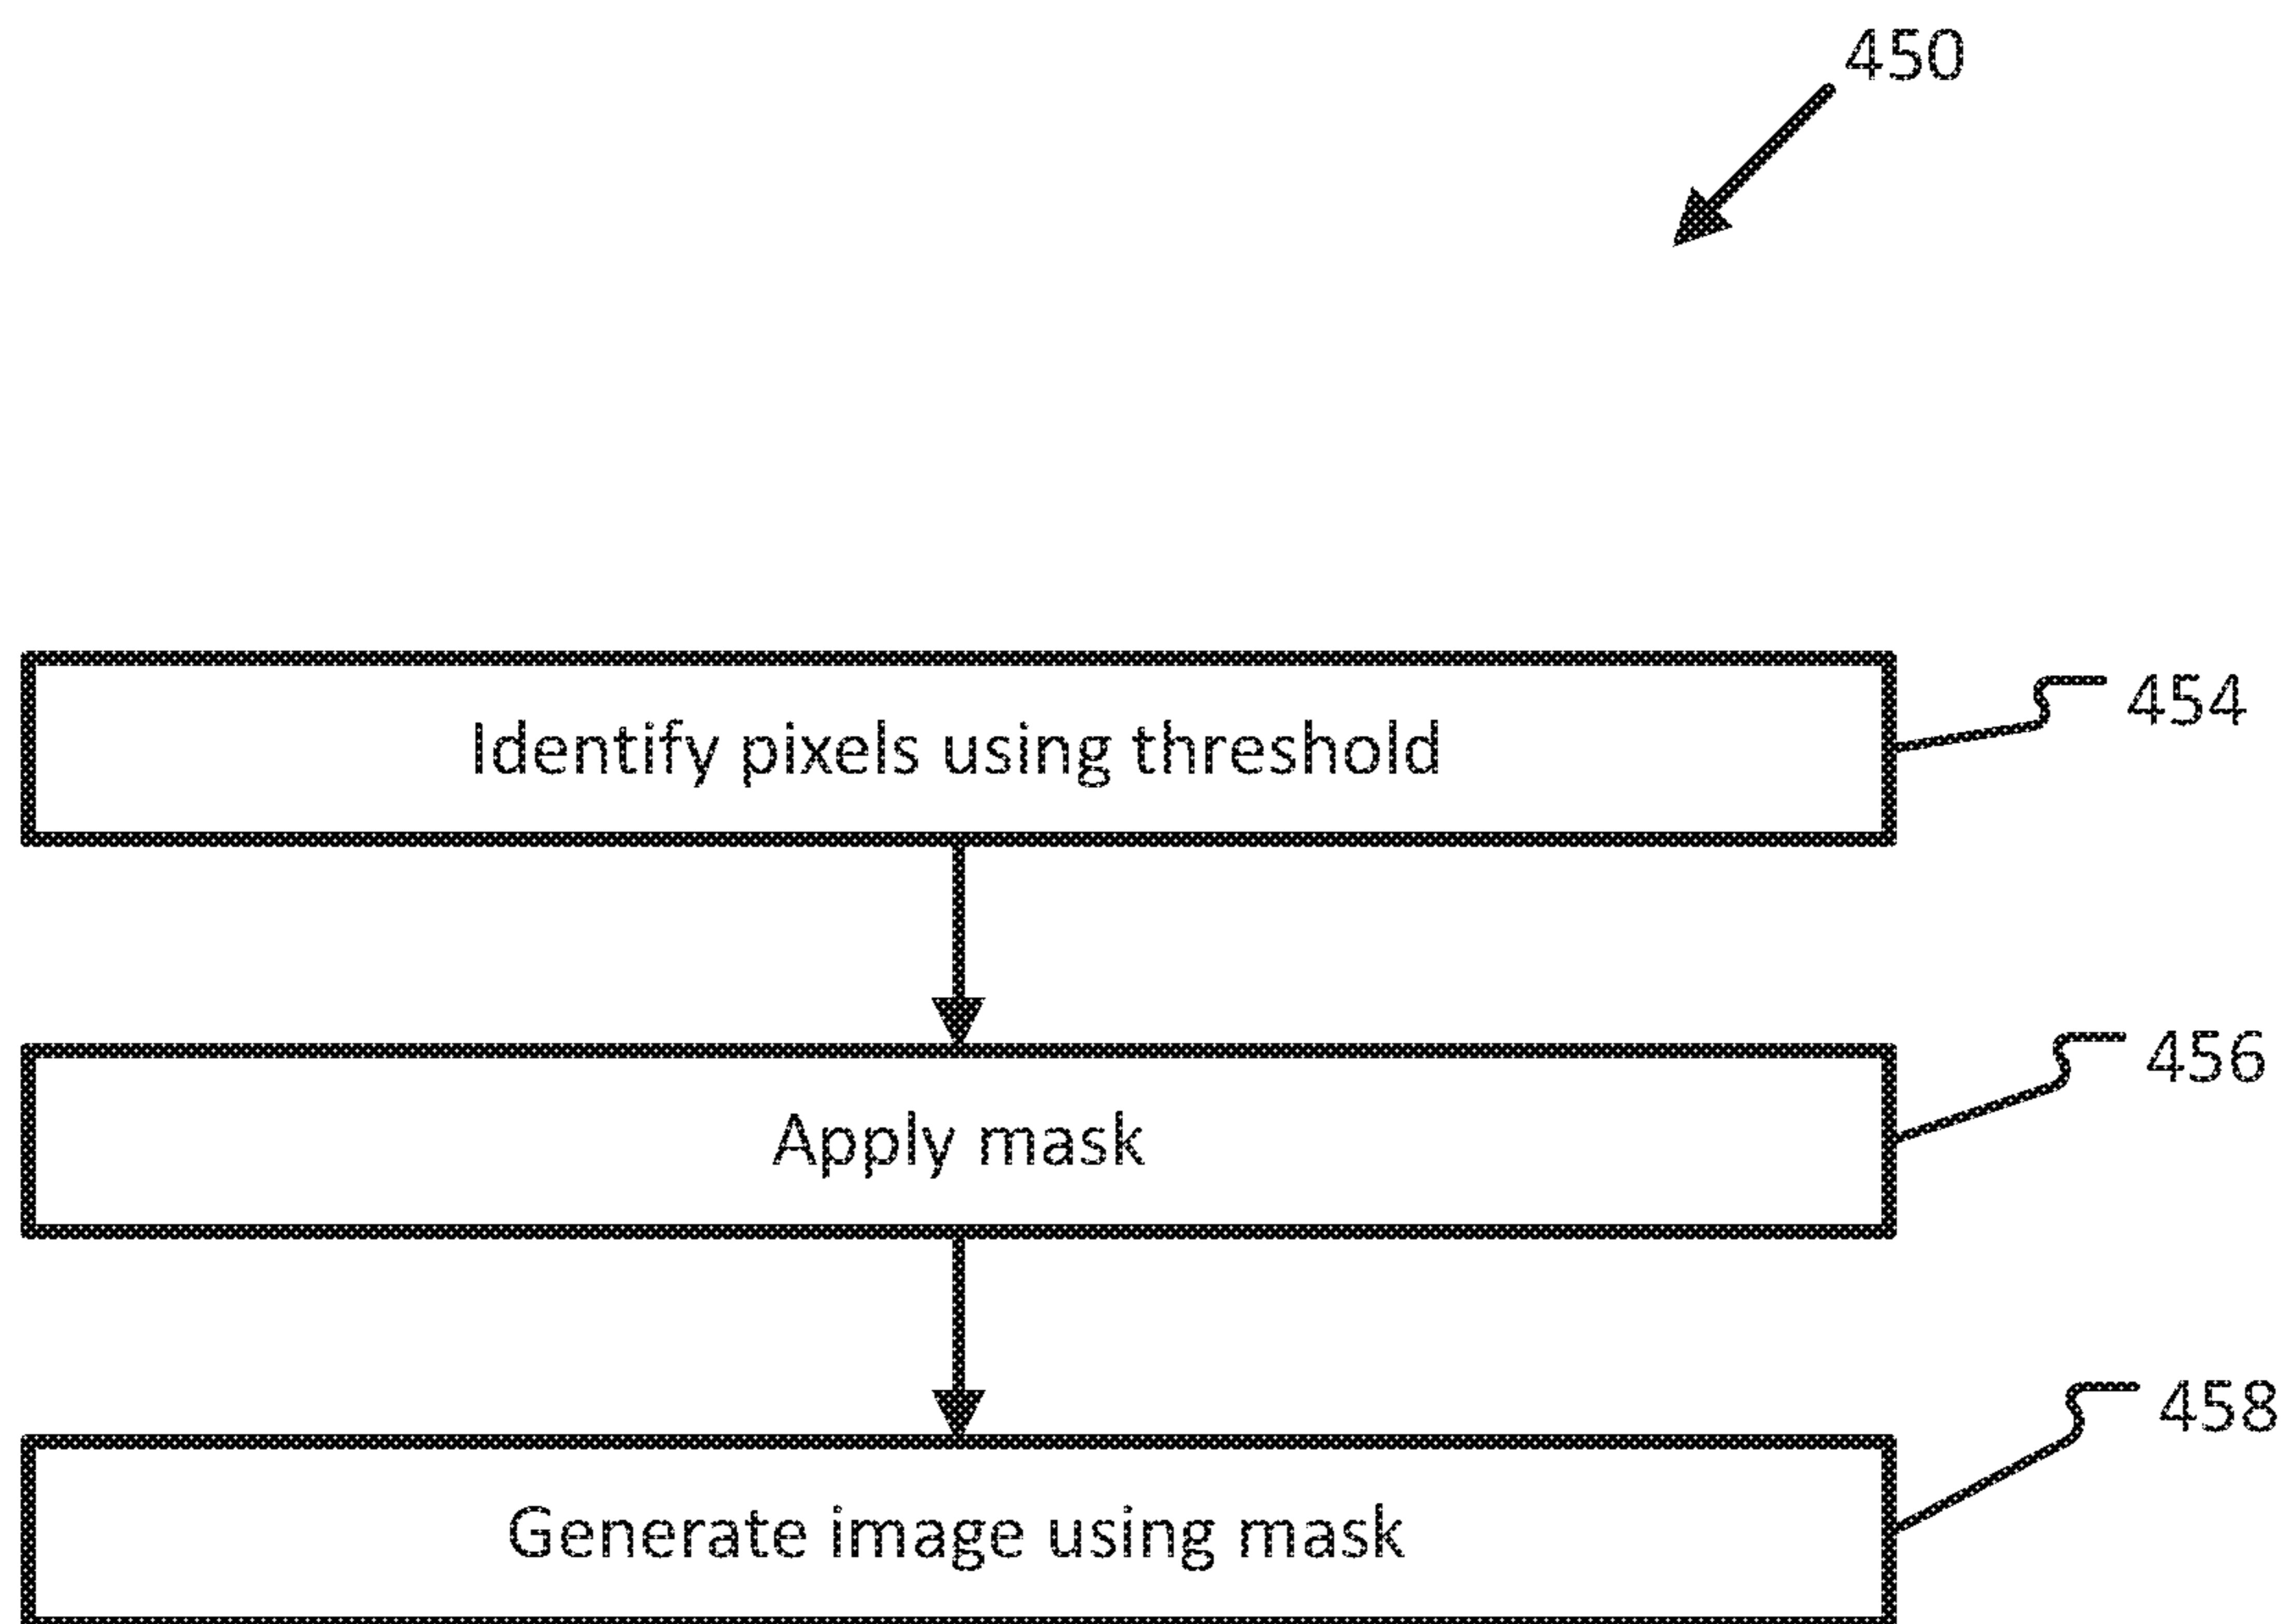 450
Identify pixels using threshold
454
Apply mask
456
Generate image using mask
458